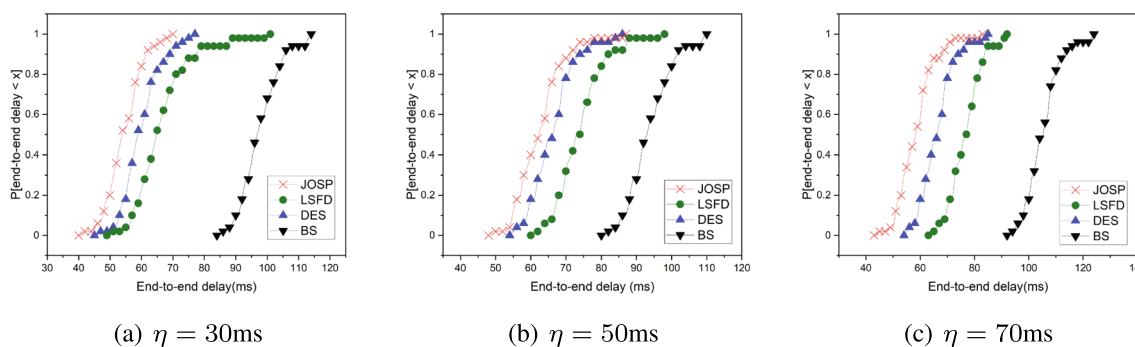 P[end-to-end delay < x]
1
0.8
0.6
0.4
0.2
0
JOSP
LSFD
DES
BS
30 40 50 60 70 80 90 100 110 120
End-to-end delay(ms)
(a) η = 30ms
P[end-to-end delay < x]
1
0.8
0.6
0.4
0.2
0
JOSP
LSFD
DES
BS
40 50 60 70 80 90 100 110 120
End-to-end delay (ms)
(b) η = 50ms
P[end-to-end delay < x]
1
0.8
0.6
0.4
0.2
0
JOSP
LSFD
DES
BS
40 60 80 100 120
End-to-end delay(ms)
(c) η = 70ms